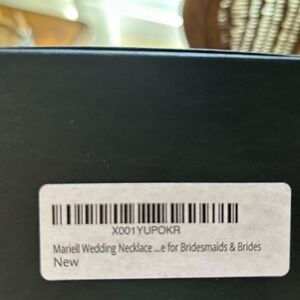 X001YUPOKR
Mariell Wedding Necklace ...e for Bridesmaids & Brides
New